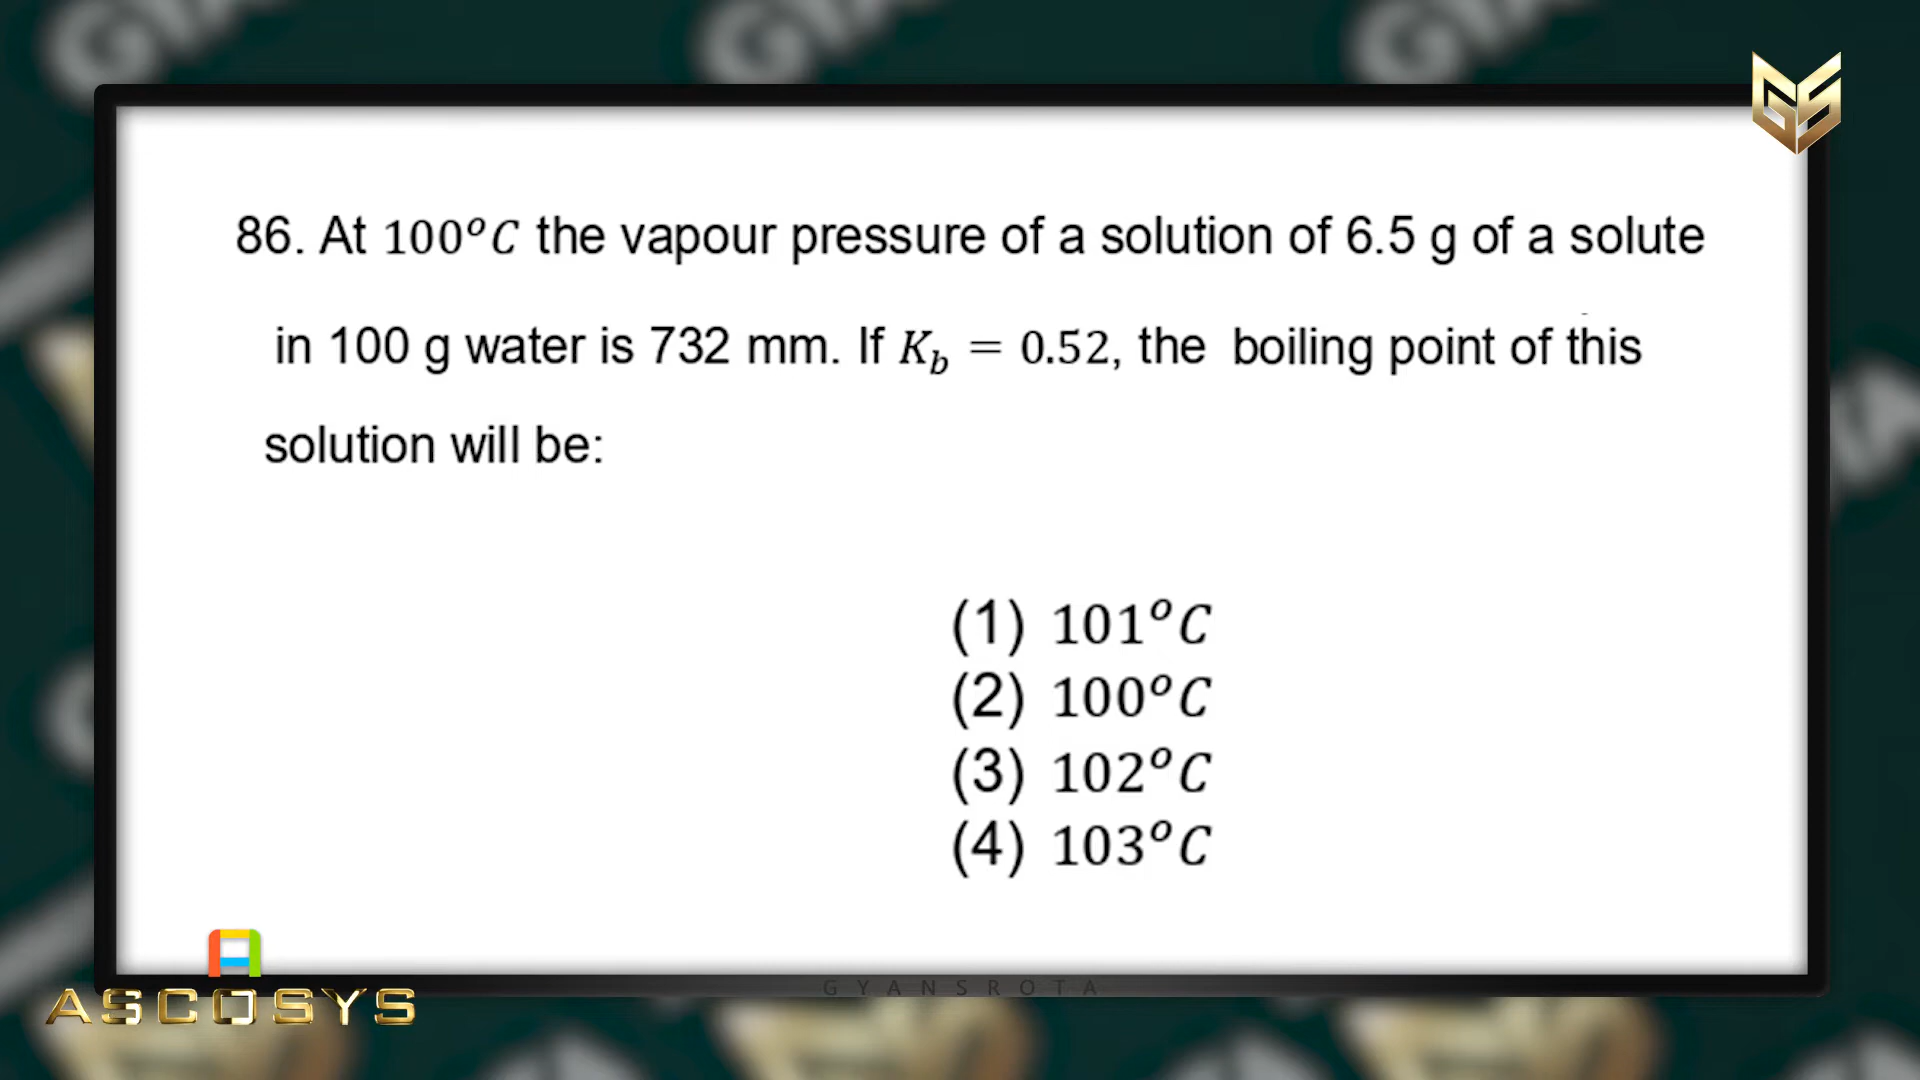 GS
86. At 100°C the vapour pressure of a solution of 6.5 g of a solute
in 100 g water is 732 mm. If K_b = 0.52, the boiling point of this
solution will be:
(1) 101°C
(2) 100°C
(3) 102°C
(4) 103°C
ASCOSYS
GYANSROTA